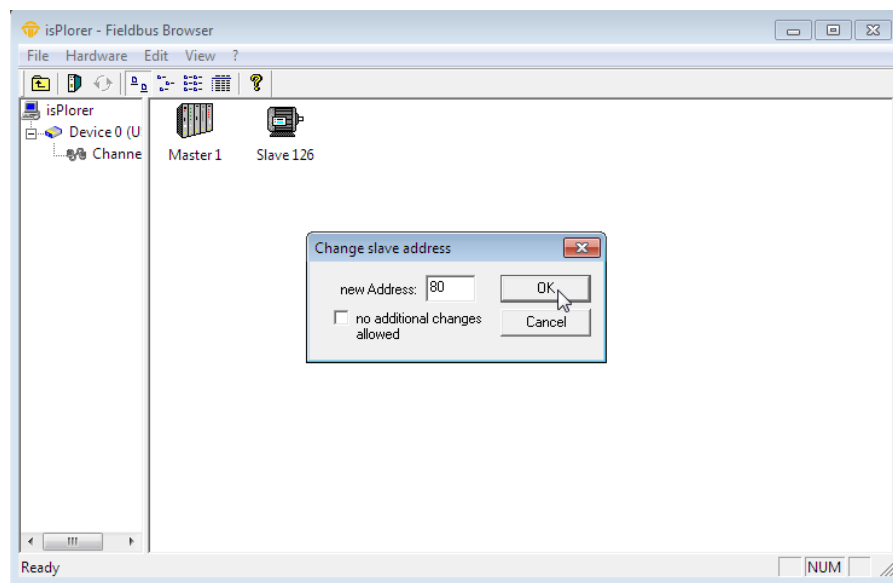 isPlorer - Fieldbus Browser
File Hardware Edit View ?
isPlorer
Device 0 (U
Channe
Master 1
Slave 126
Change slave address
new Address: 80
OK
no additional changes
allowed
Cancel
Ready
NUM